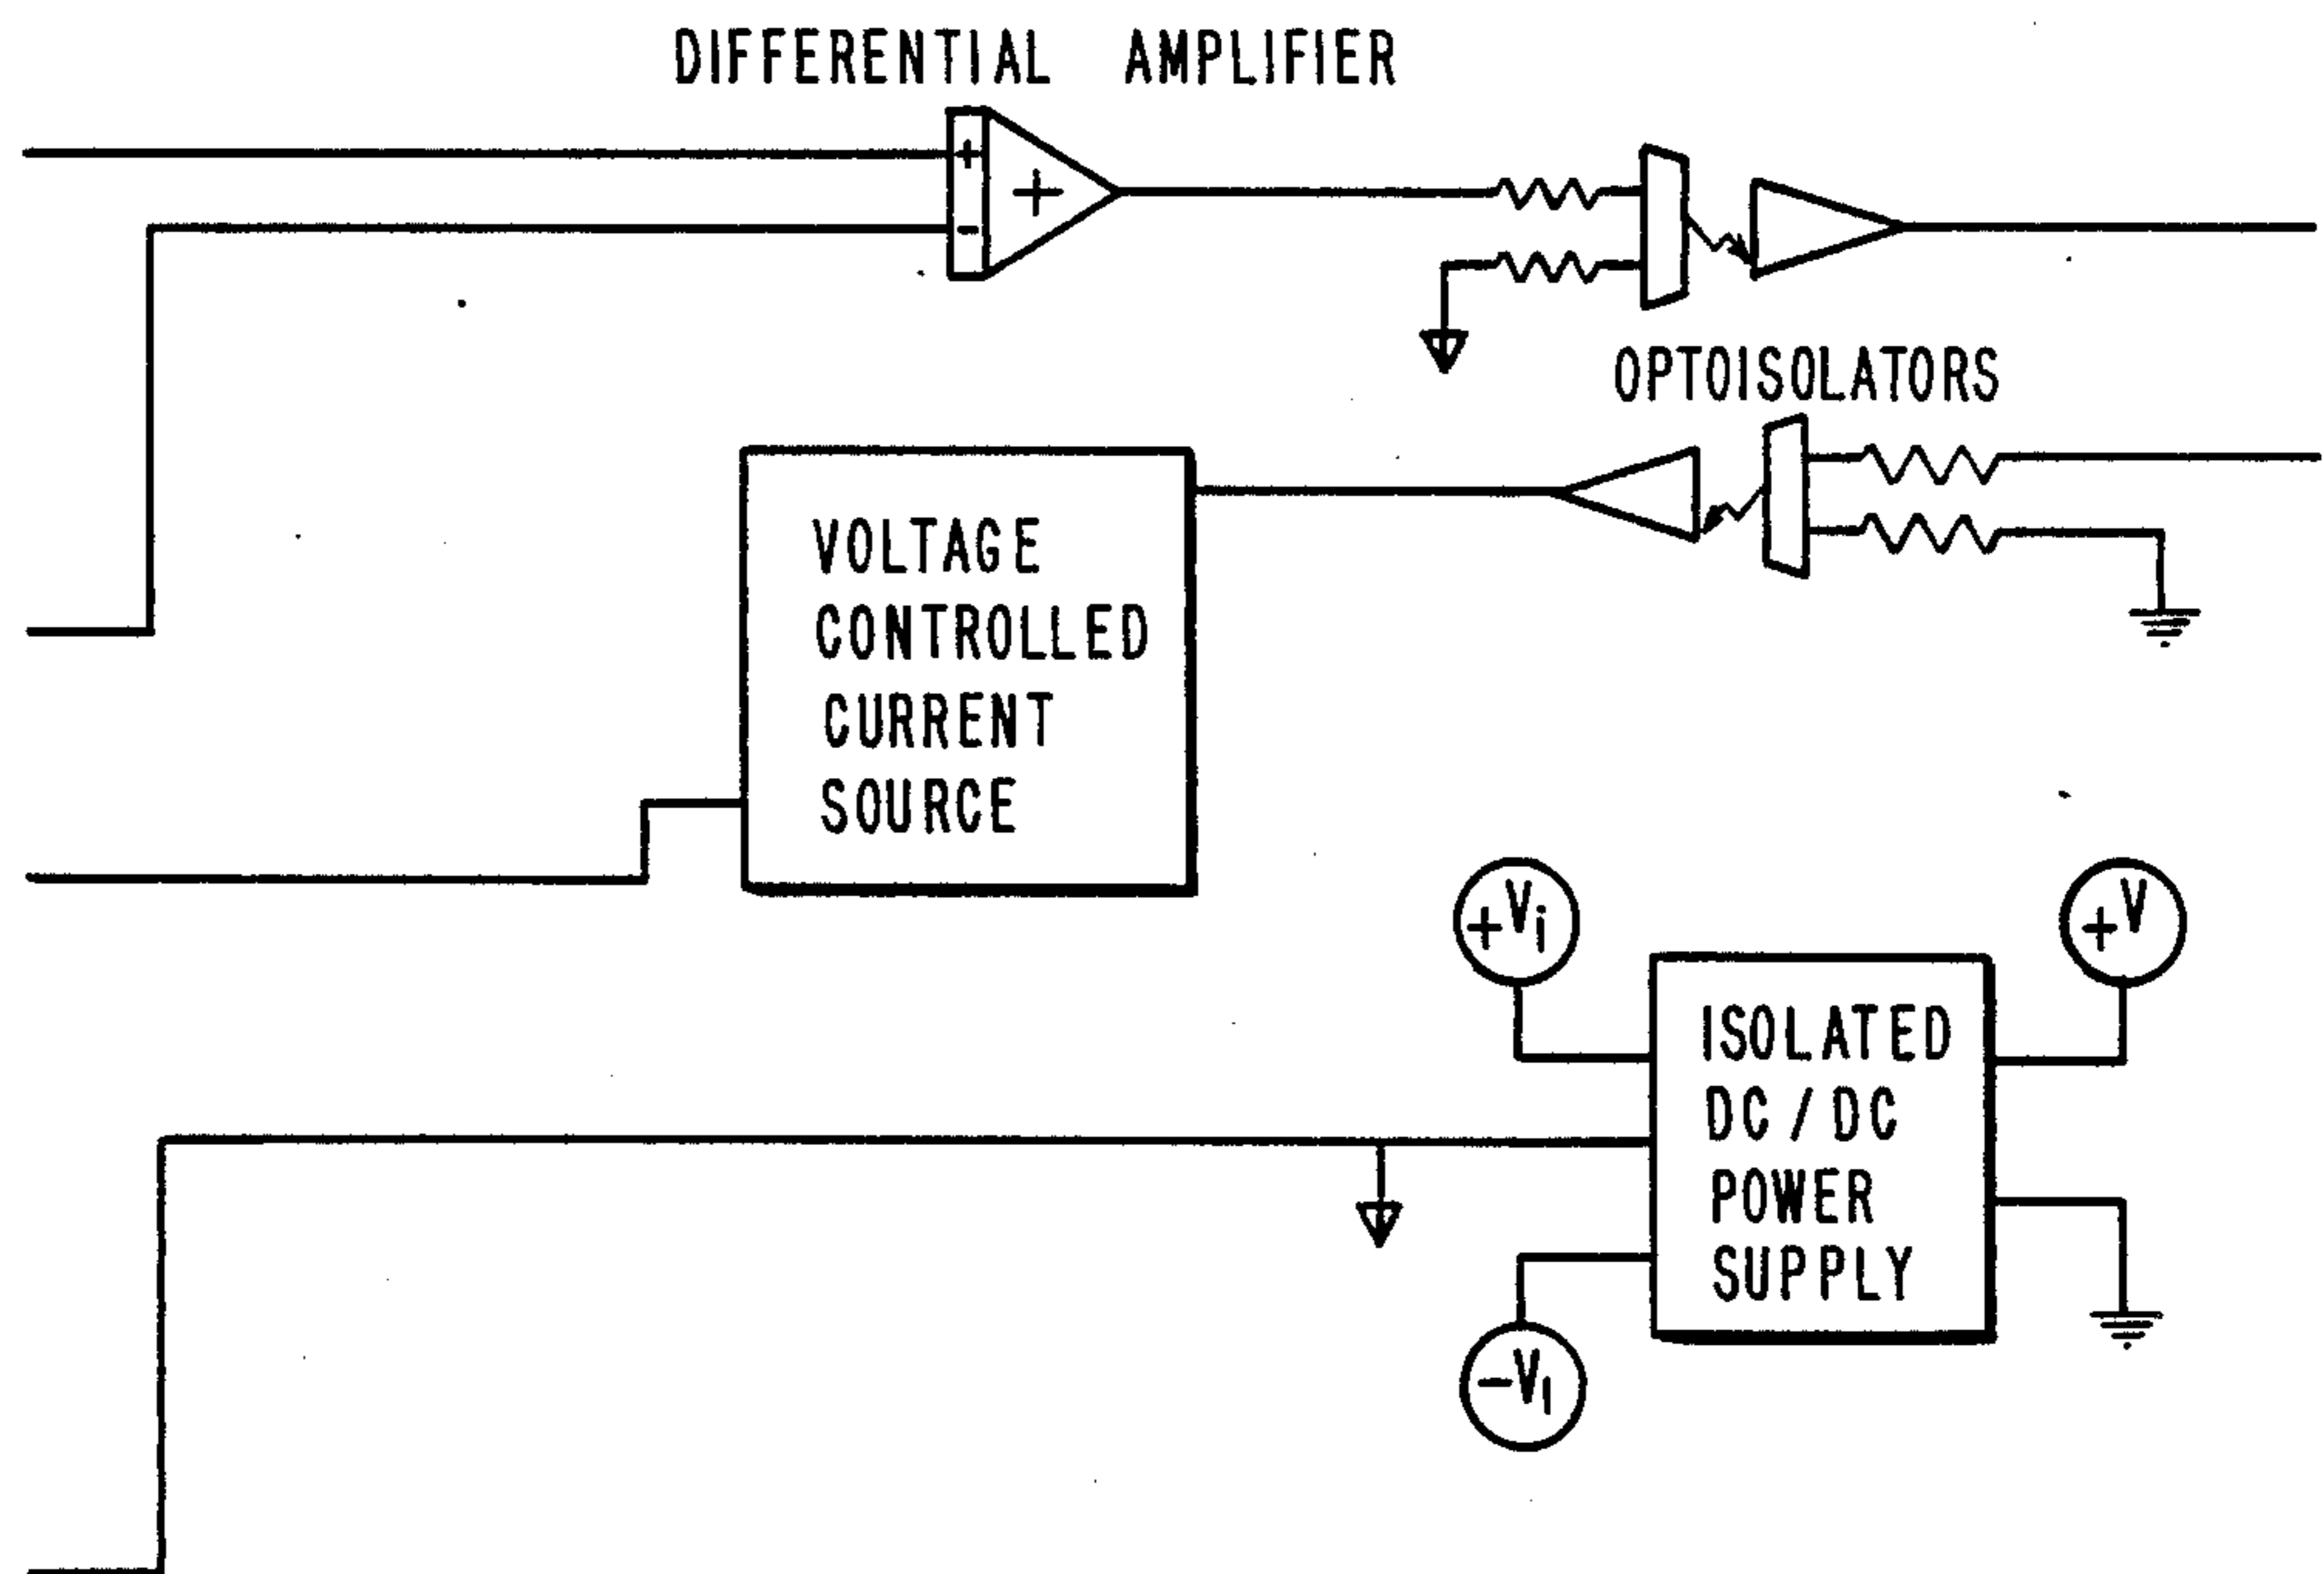 DIFFERENTIAL AMPLIFIER
+
-
+
OPTOISOLATORS
VOLTAGE
CONTROLLED
CURRENT
SOURCE
+Vi
+V
ISOLATED
DC/DC
POWER
SUPPLY
-VI